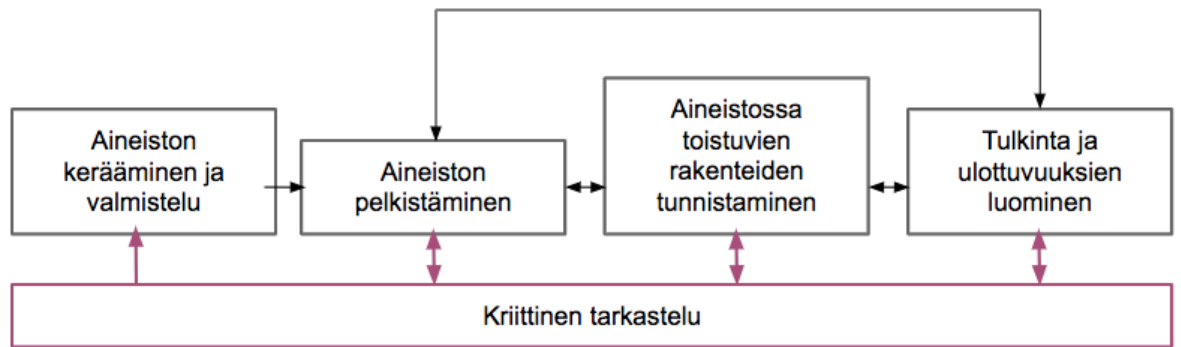 Aineiston
kerääminen ja
valmistelu
Aineiston
pelkistäminen
Aineistossa
toistuvien
rakenteiden
tunnistaminen
Tulkinta ja
ulottuvuuksien
luominen
Kriittinen tarkastelu